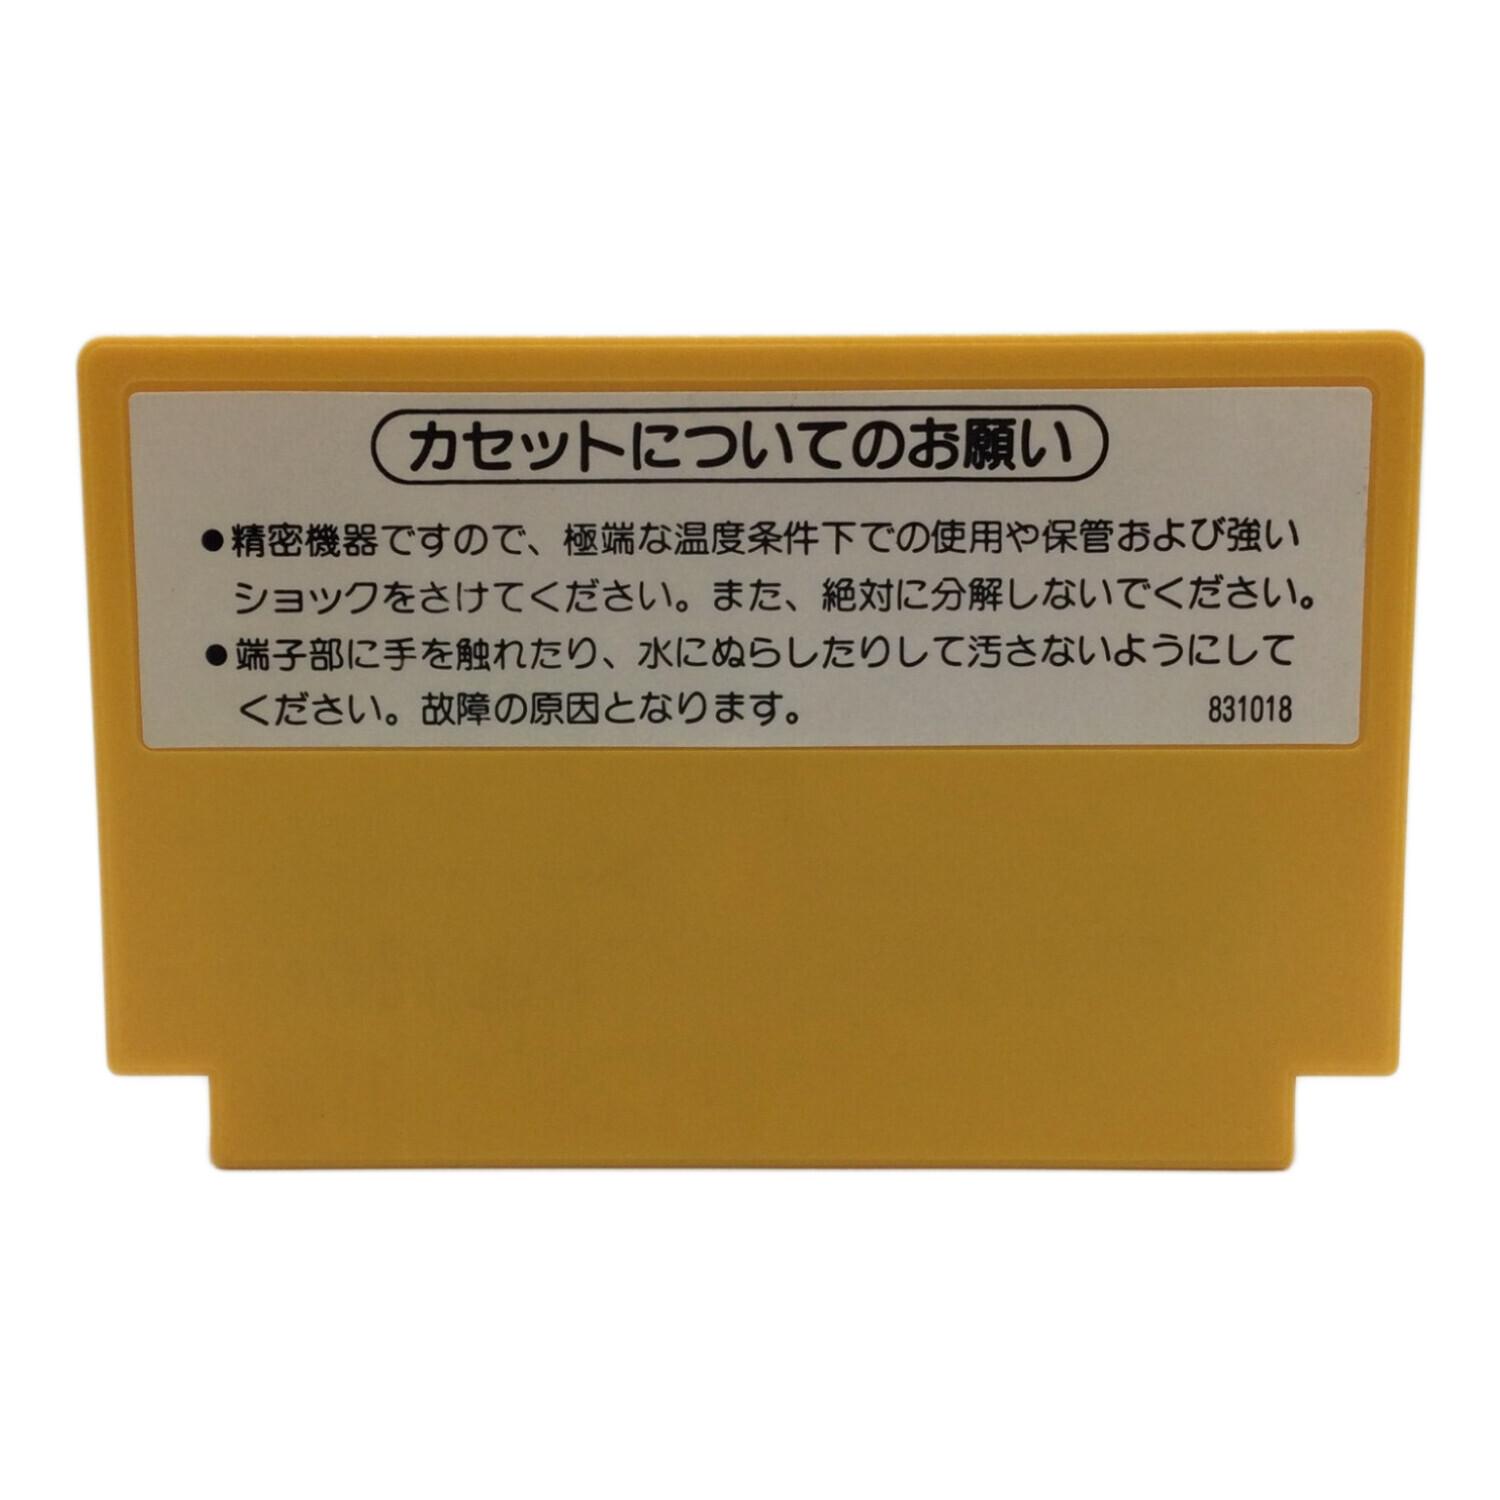 カセットについてのお願い
●精密機器ですので、極端な温度条件下での使用や保管および強い
ショックをさけてください。また、絶対に分解しないでください。
●端子部に手を触れたり、水にぬらしたりして汚さないようにして
ください。故障の原因となります。 831018